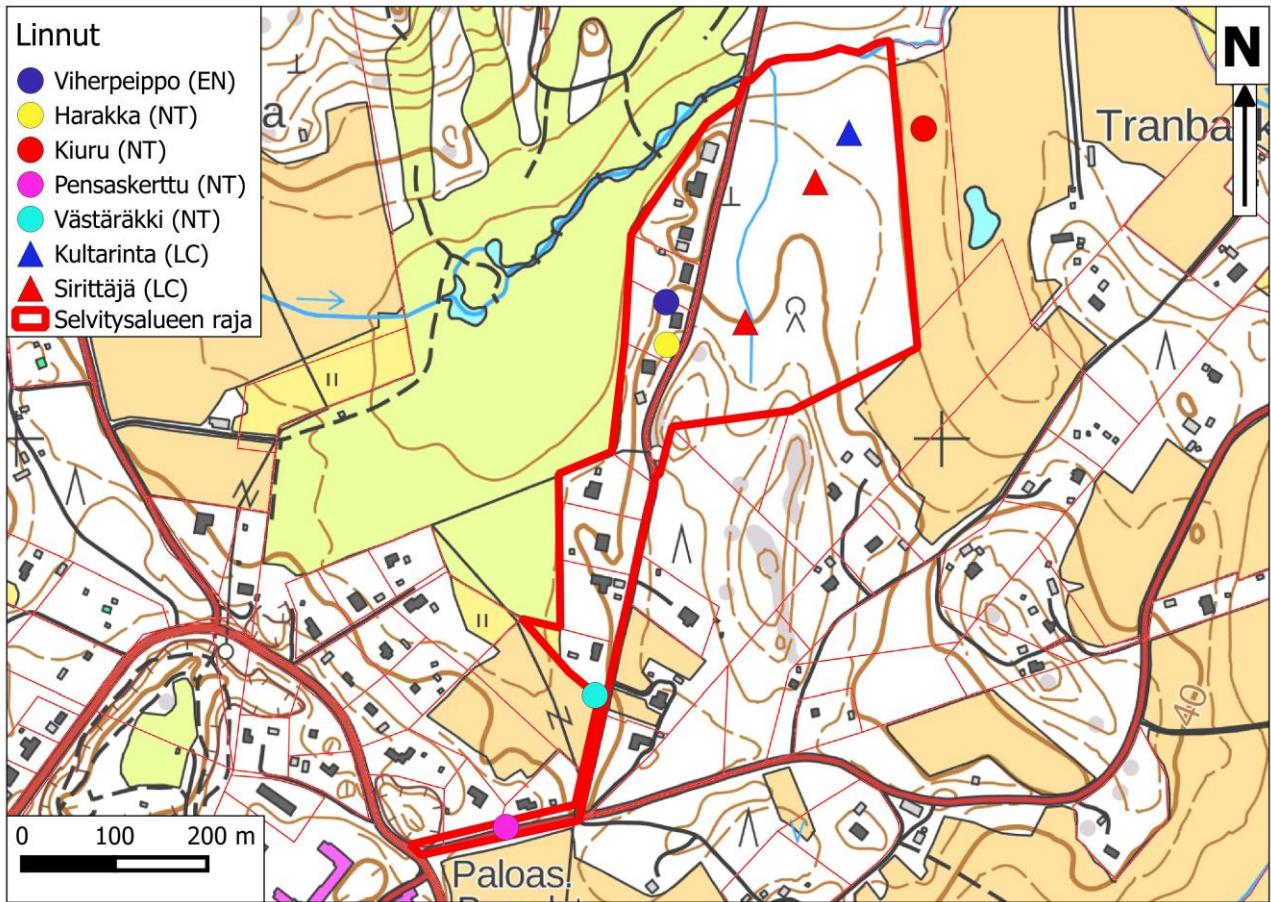 Linnut
Viherpeippo (EN)
Harakka (NT)
Kiuru (NT)
Pensaskerttu (NT)
Västäräkki (NT)
Kultarinta (LC)
Sirittäjä (LC)
Selvitysalueen raja
a
N
40
0 100 200 m
Paloas.